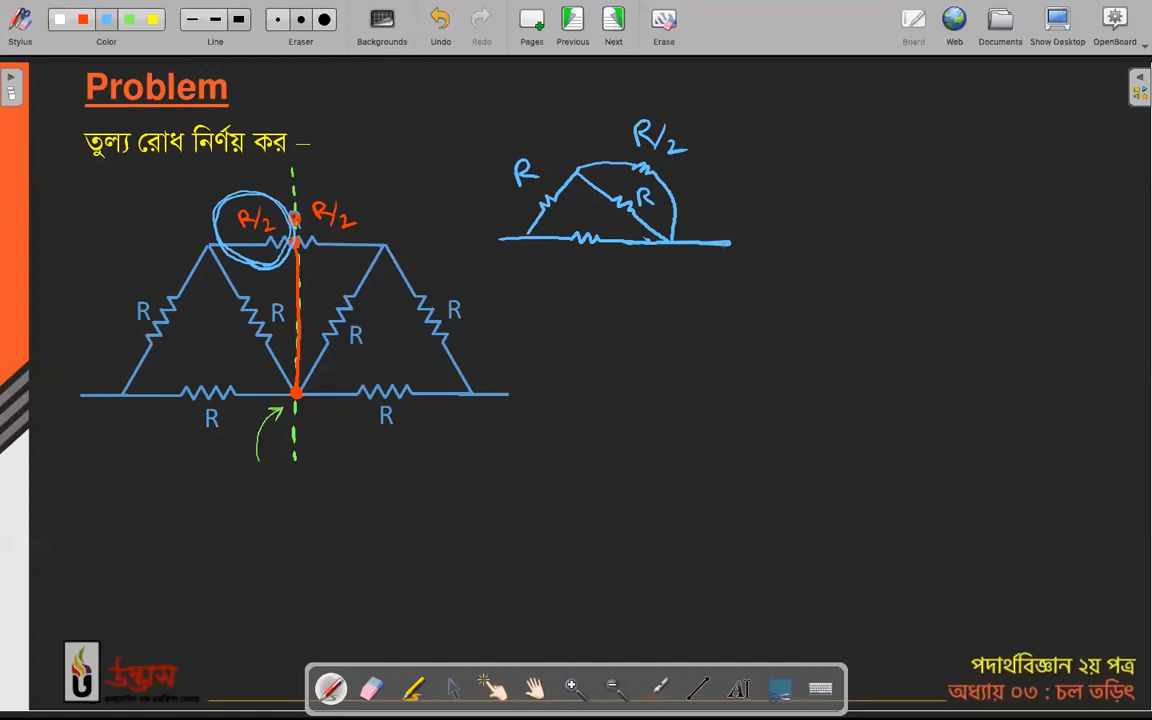 Stylus
Color
Line
Eraser
Backgrounds
Undo
Redo
Pages
Previous
Next
Erase
Board
Web
Documents
Show Desktop
OpenBoard
Problem
তুল্য রোধ নির্ণয় কর –
R/2
R/2
R
R
R
R
R
R
R
R/2
R
উদ্ভাস
পদার্থবিজ্ঞান ২য় পত্র
অধ্যায় ০৩ : চল তড়িৎ